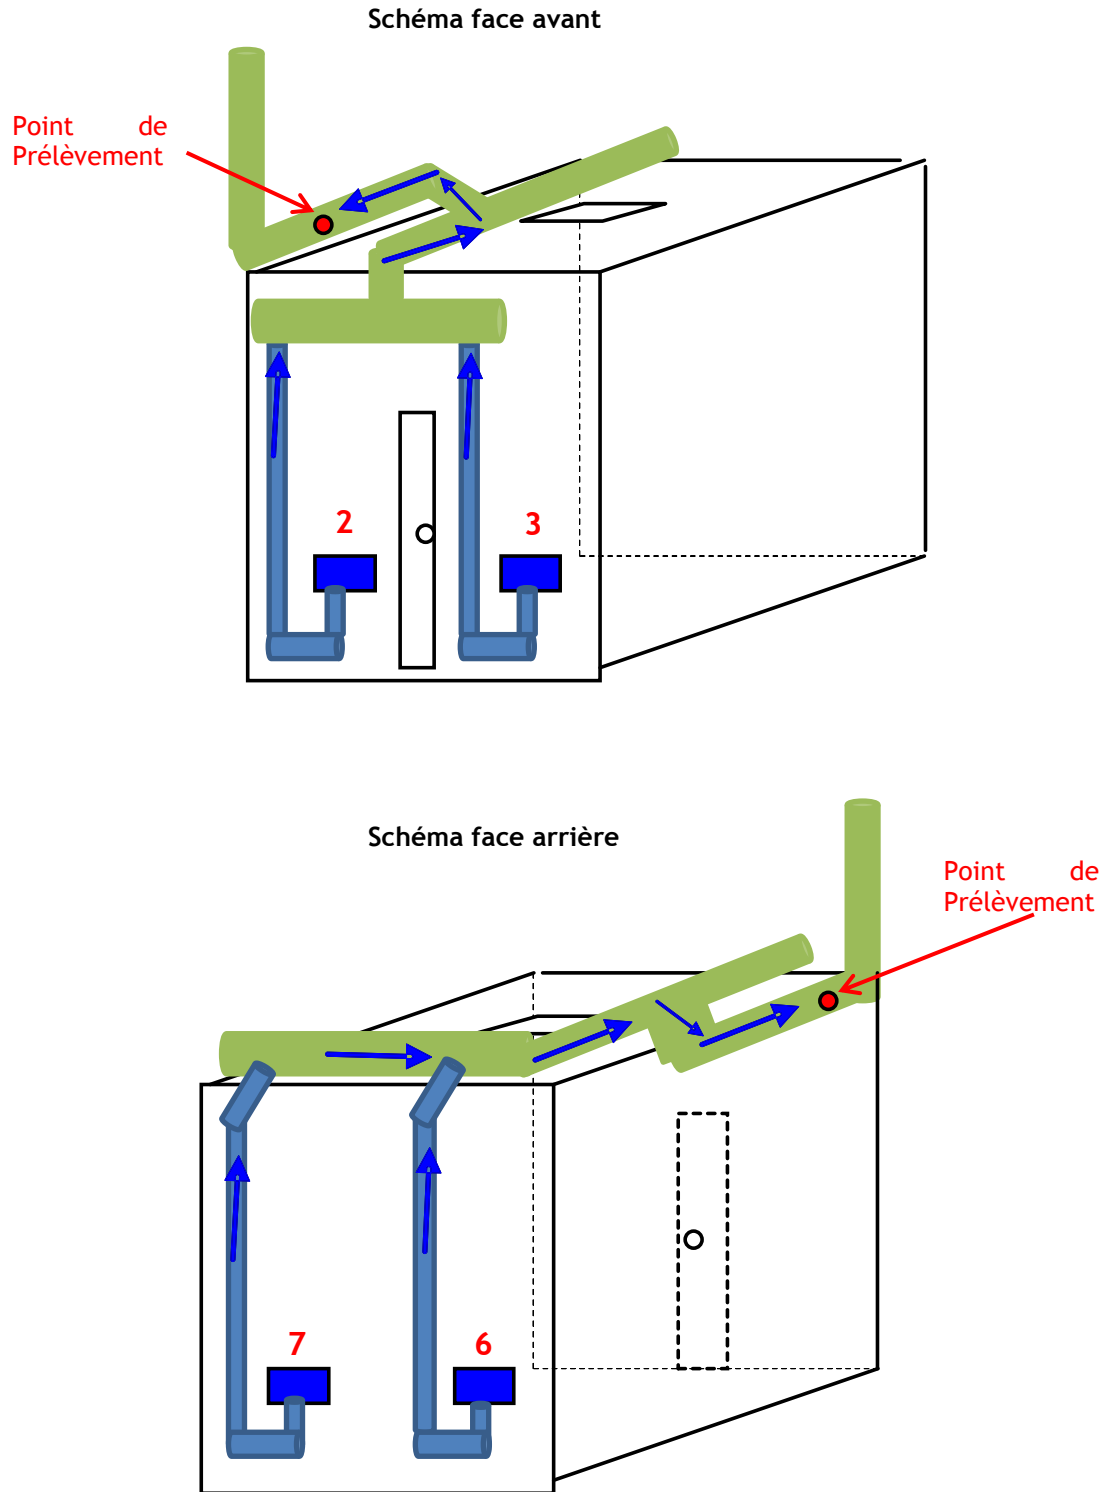 Schéma face avant
Point de
Prélèvement
2
3
Schéma face arrière
Point de
Prélèvement
7
6